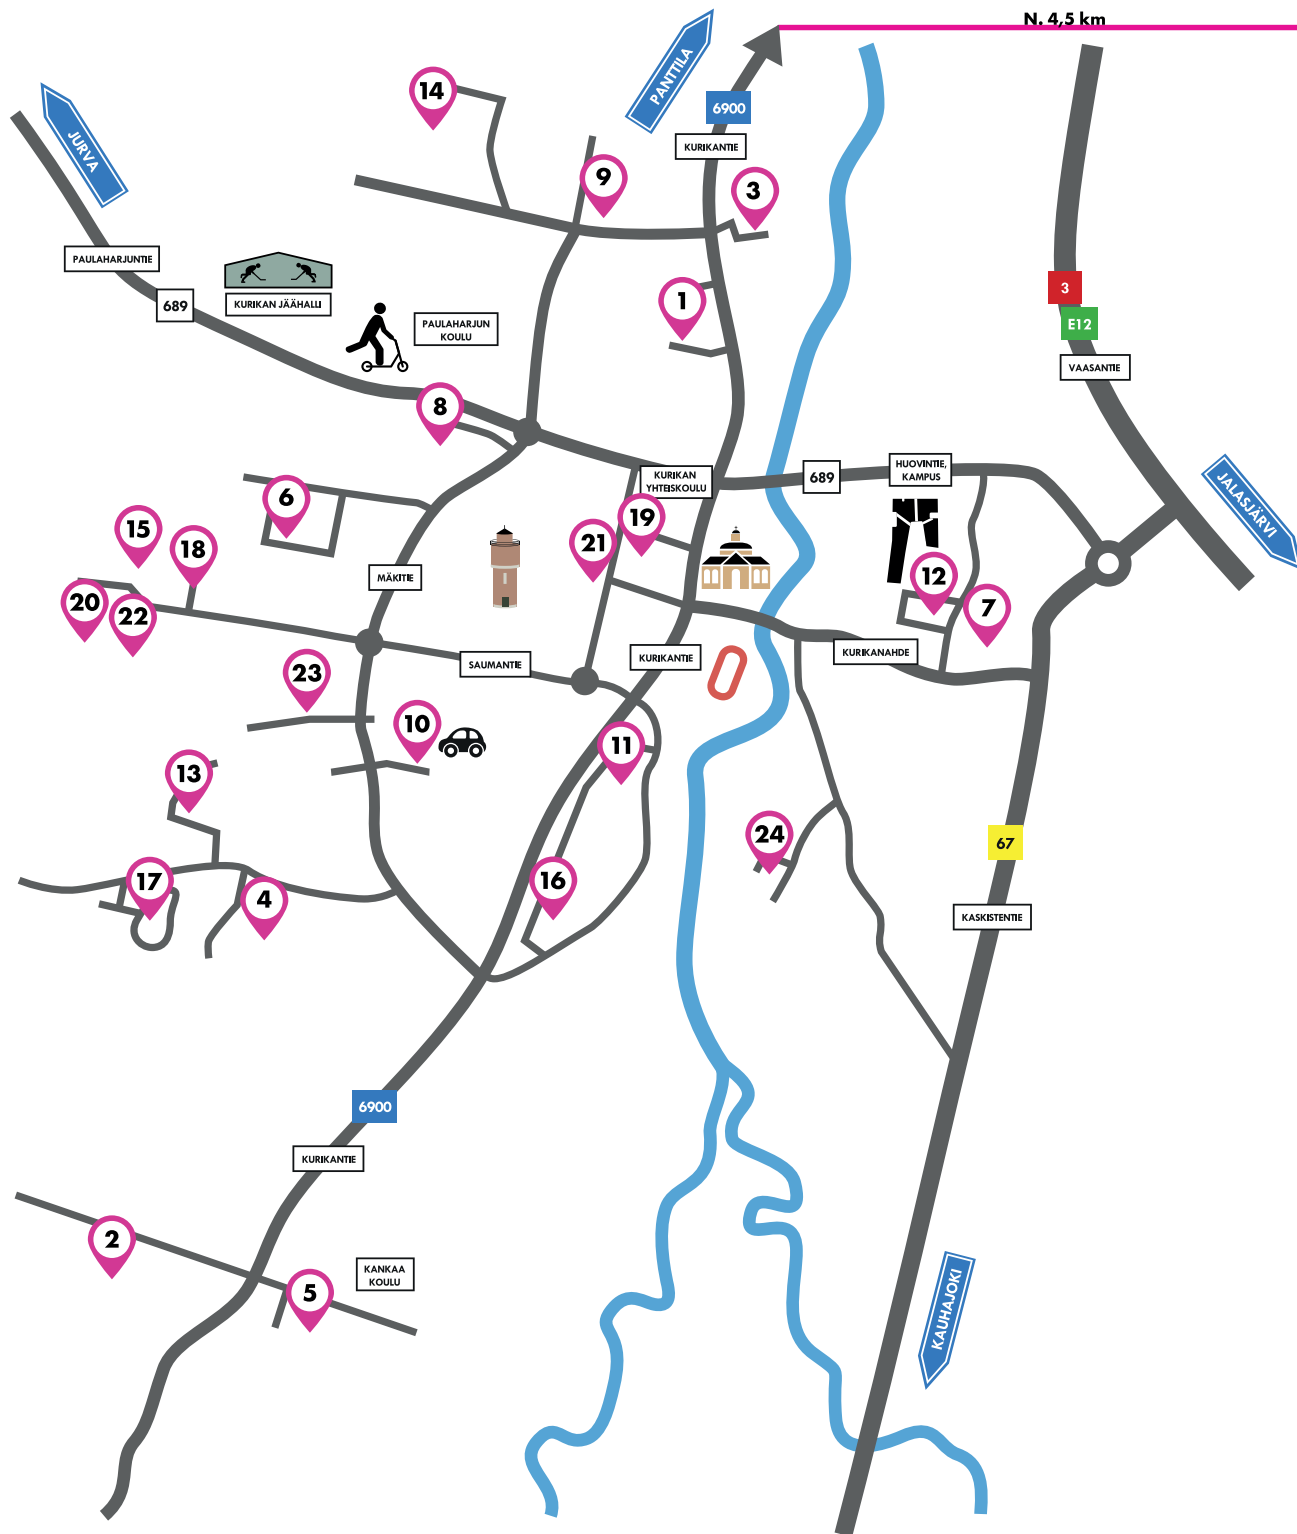 N. 4,5 km
PANTTILA
14
6900
JURVA
KURIKANTIE
9
3
PAULAHARJUNTIE
KURIKAN JÄÄHALLI
689
1
3
E12
PAULAHARJUN
KOULU
VAASANTIE
8
HUOVINTIE,
KAMPUS
KURIKAN
YHTEISKOULU
689
JALASJÄRVI
6
19
15
18
21
MÄKITIE
12
20
22
7
KURIKANAHDE
SAUMANTIE
KURIKANTIE
23
10
11
13
24
67
17
4
16
KASKISTENTIE
6900
KURIKANTIE
2
KANKAA
KOULU
5
KAUHAJOKI